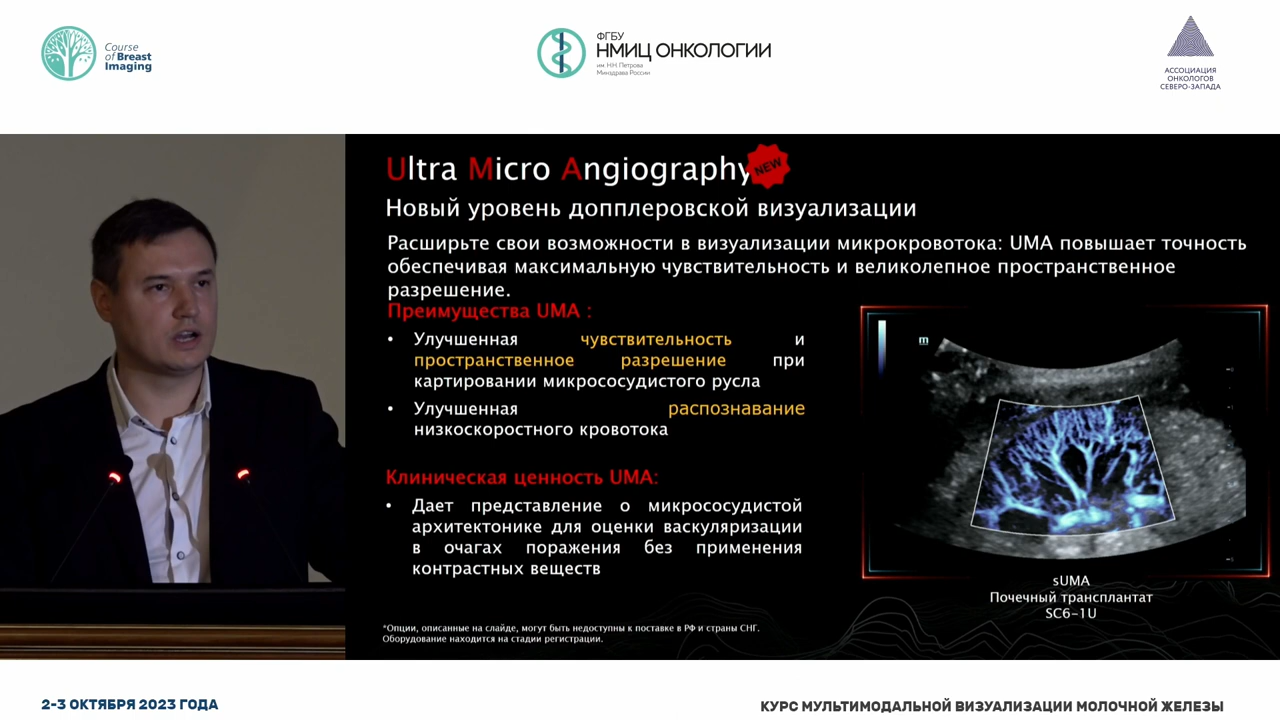 Course
of Breast
Imaging
ФГБУ
НМИЦ ОНКОЛОГИИ
им. Н.Н. Петрова
Минздрава России
АССОЦИАЦИЯ
ОНКОЛОГОВ
СЕВЕРО-ЗАПАДА
Ultra Micro Angiography NEW
Новый уровень допплеровской визуализации
Расширьте свои возможности в визуализации микрокровотока: UMA повышает точность
обеспечивая максимальную чувствительность и великолепное пространственное
разрешение.
Преимущества UMA :
• Улучшенная чувствительность и
пространственное разрешение при
картировании микрососудистого русла
• Улучшенная распознавание
низкоскоростного кровотока
Клиническая ценность UMA:
• Дает представление о микрососудистой
архитектонике для оценки васкуляризации
в очагах поражения без применения
контрастных веществ
m
sUMA
Почечный трансплантат
SC6-1U
*Опции, описанные на слайде, могут быть недоступны к поставке в РФ и страны СНГ.
Оборудование находится на стадии регистрации.
2-3 ОКТЯБРЯ 2023 ГОДА
КУРС МУЛЬТИМОДАЛЬНОЙ ВИЗУАЛИЗАЦИИ МОЛОЧНОЙ ЖЕЛЕЗЫ